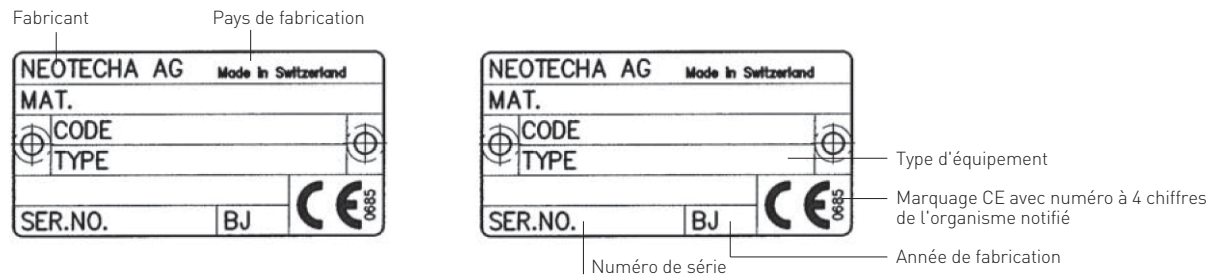 Fabricant
Pays de fabrication
NEOTECHA AG Made in Switzerland
MAT.
CODE
TYPE
0685
SER.NO.
BJ
NEOTECHA AG Made in Switzerland
MAT.
CODE
TYPE
0685
SER.NO.
BJ
Type d'équipement
Marquage CE avec numéro à 4 chiffres
de l'organisme notifié
Année de fabrication
Numéro de série